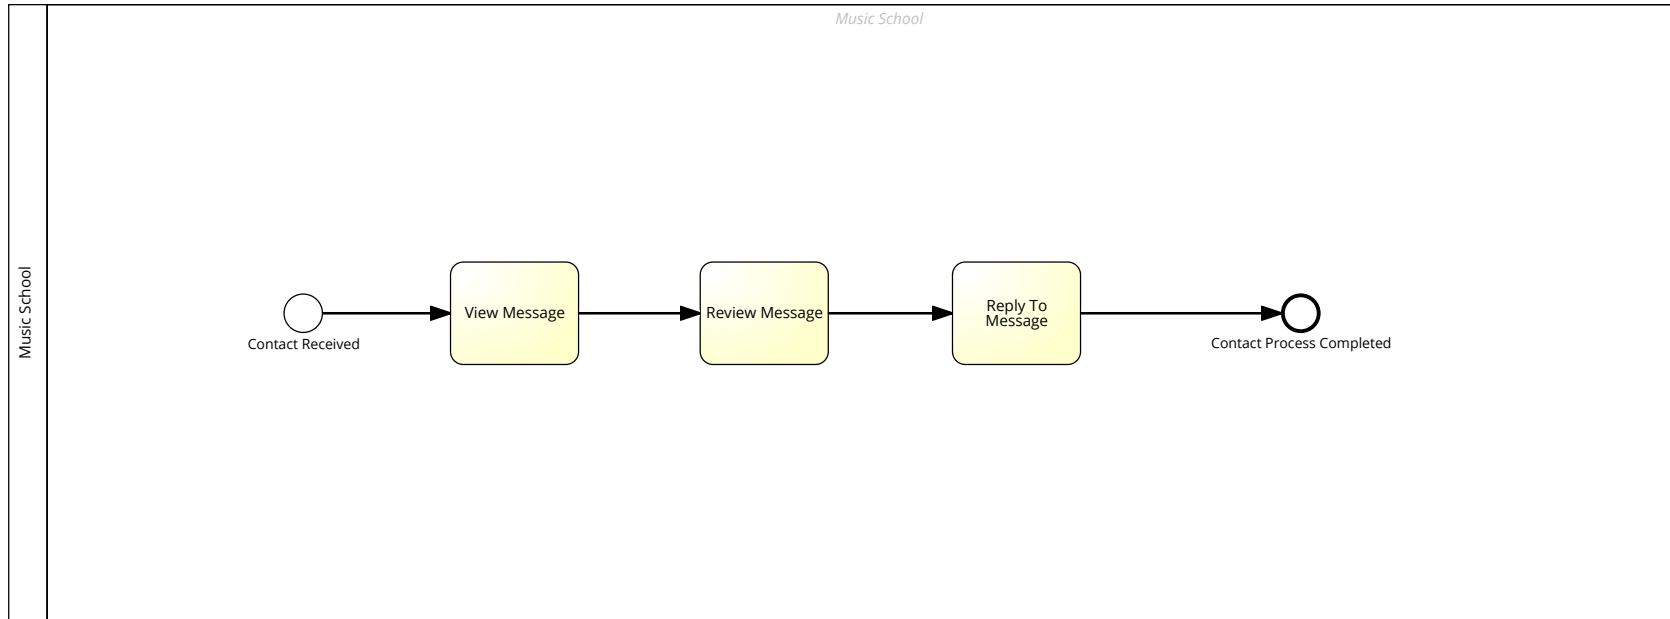 Music School
Music School
Contact Received
View Message
Review Message
Reply To
Message
Contact Process Completed